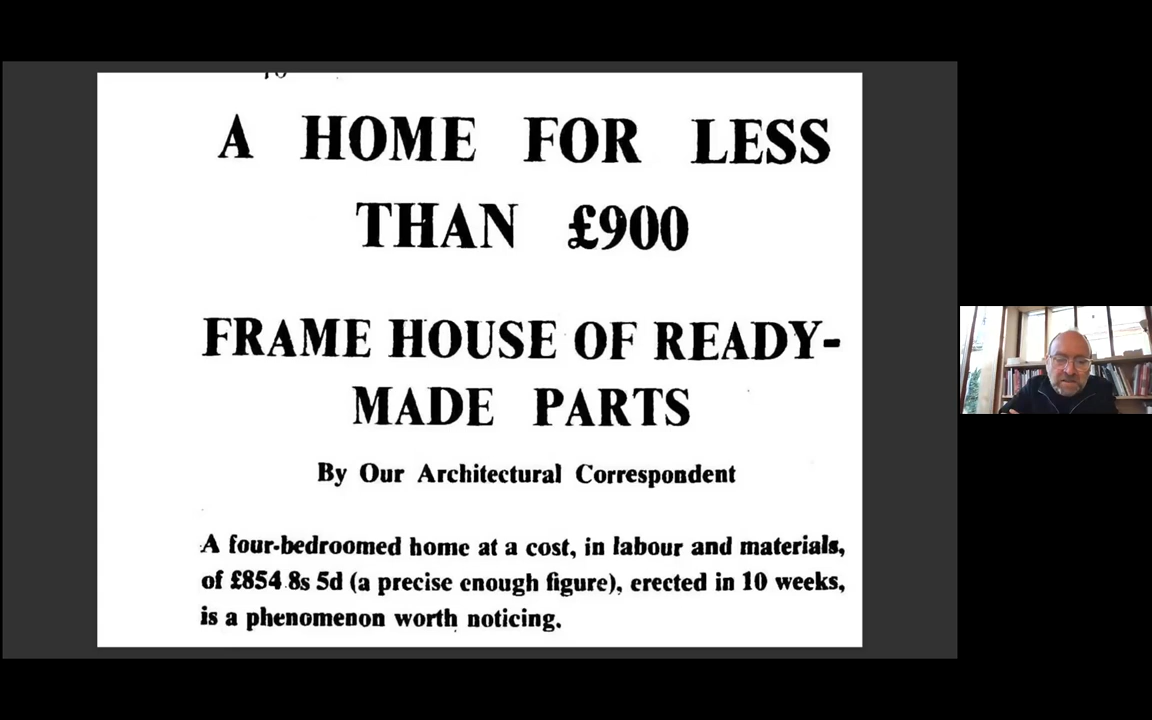 A HOME FOR LESS
THAN £900
FRAME HOUSE OF READY-
MADE PARTS
By Our Architectural Correspondent
A four-bedroomed home at a cost, in labour and materials,
of £854 8s 5d (a precise enough figure), erected in 10 weeks,
is a phenomenon worth noticing.